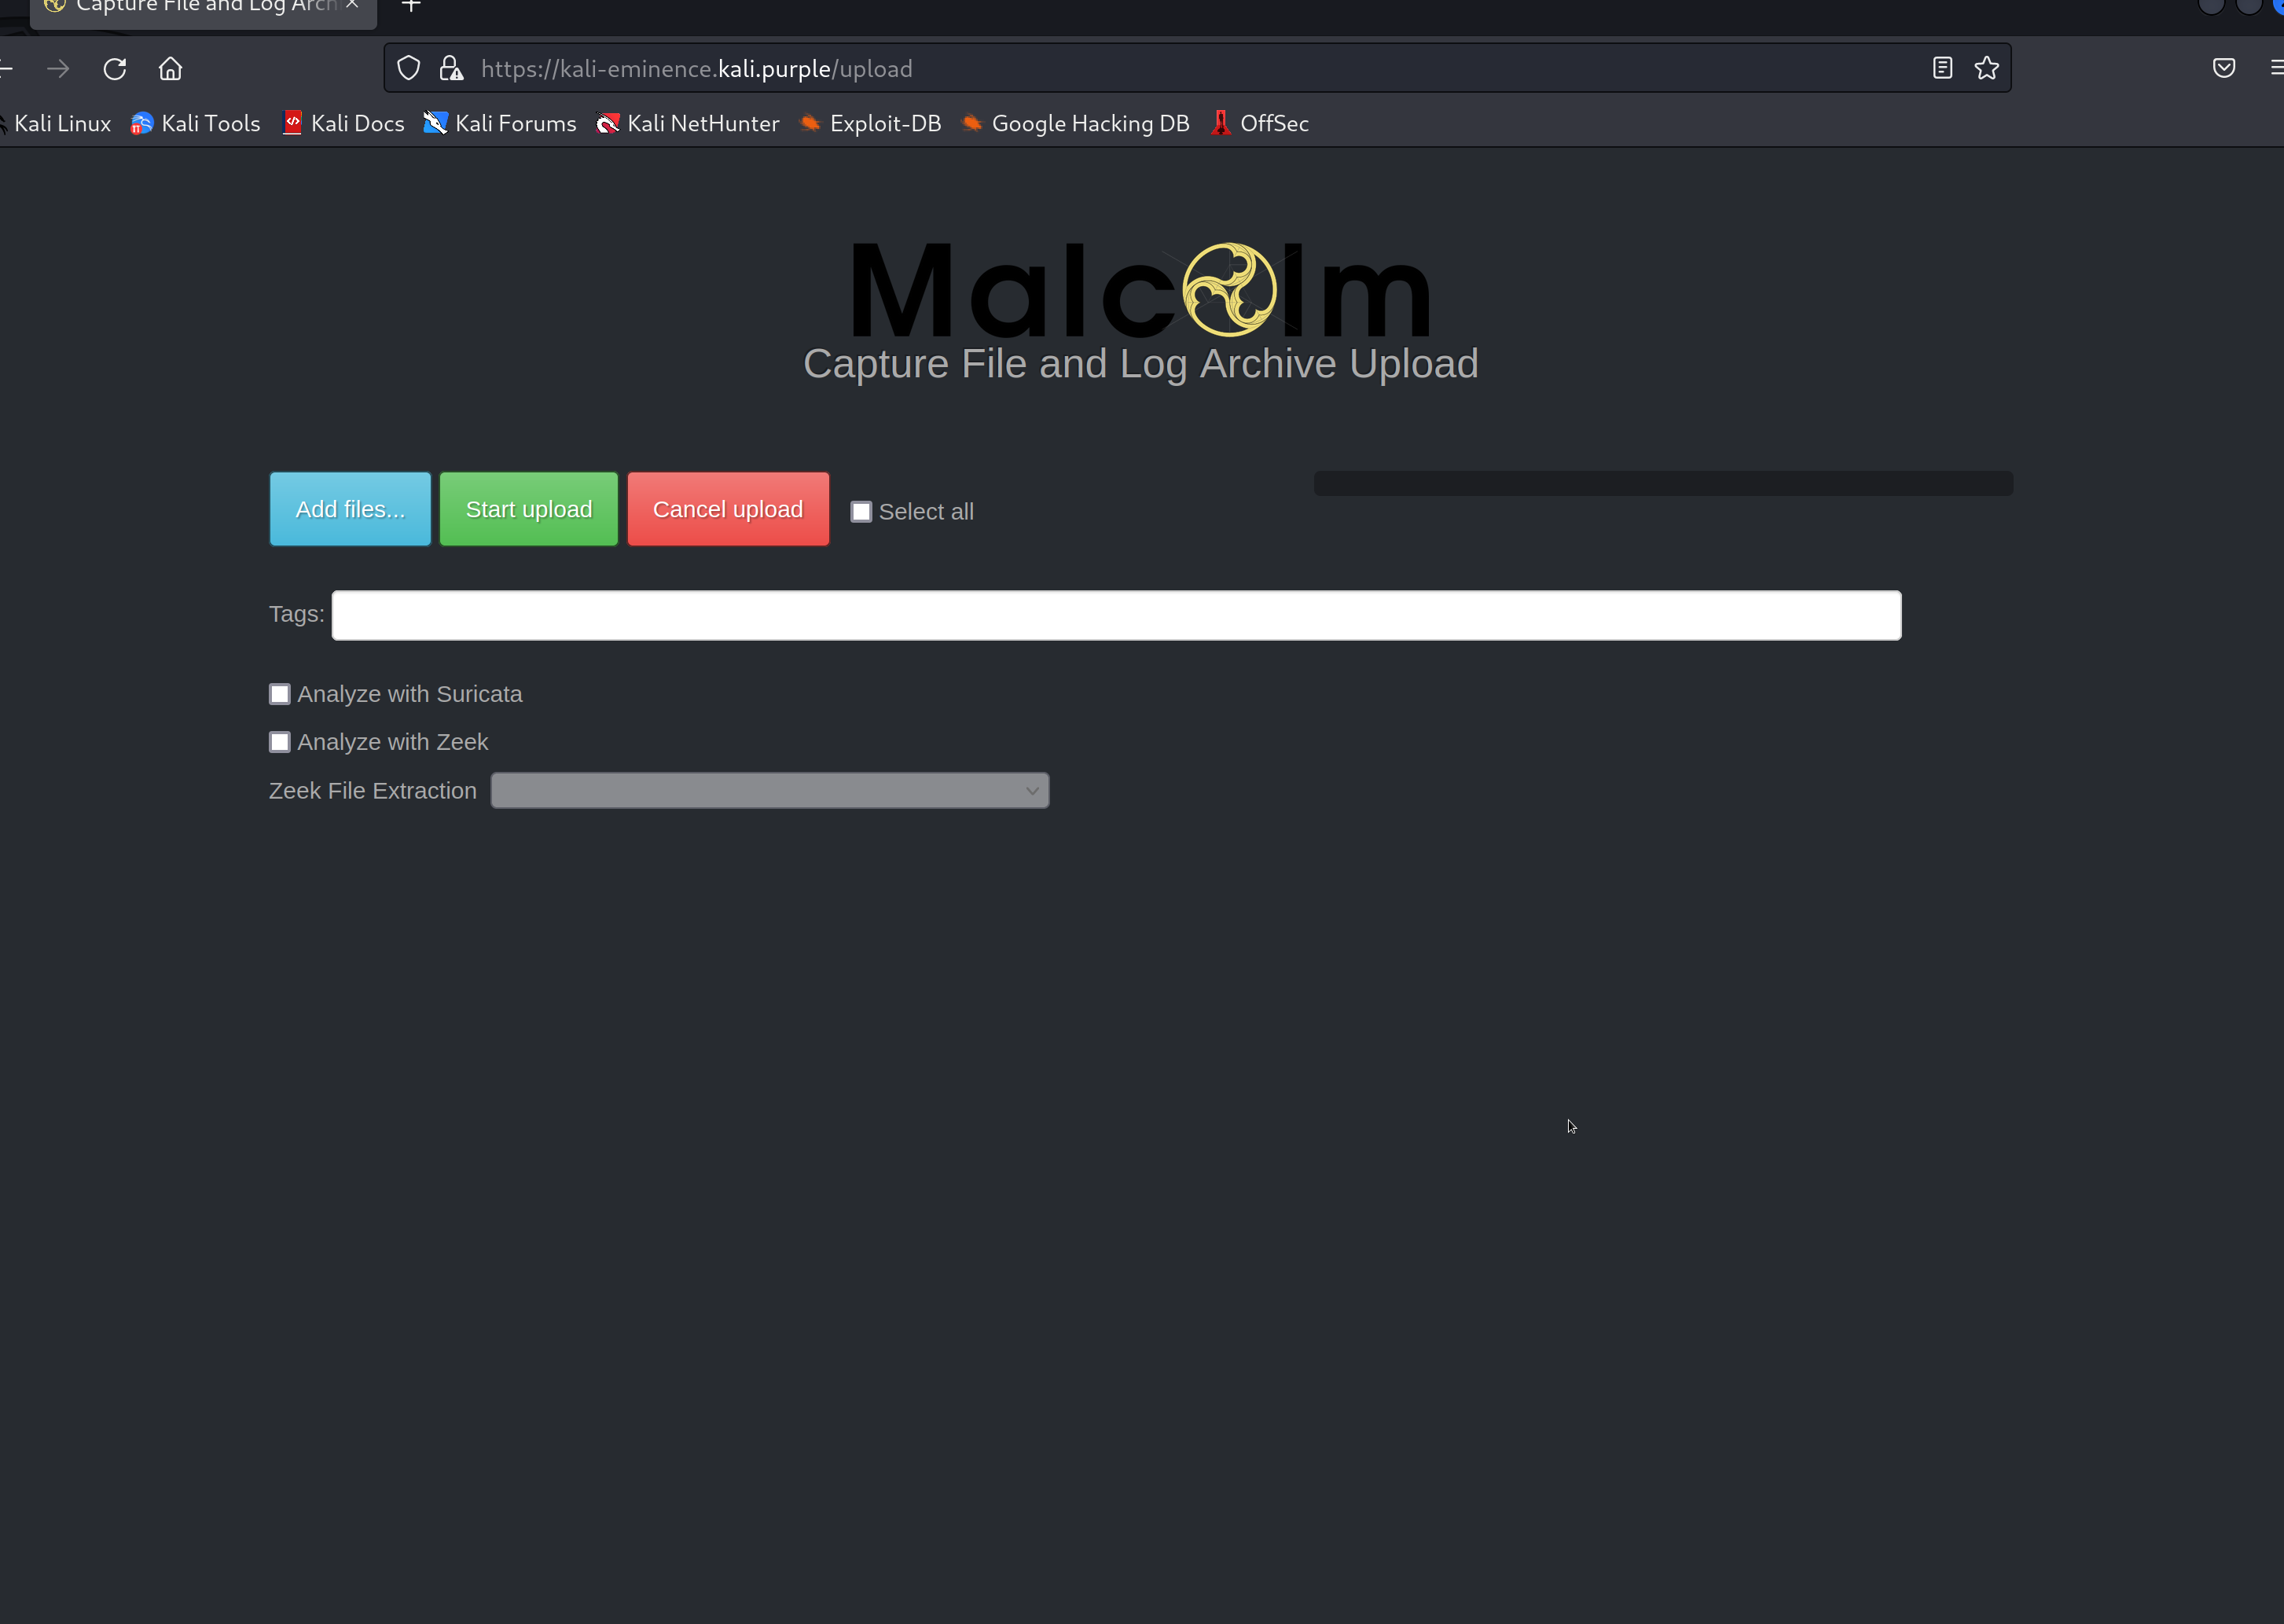 Capture File and Log Arch
https://kali-eminence.kali.purple/upload
Kali Linux Kali Tools Kali Docs Kali Forums Kali NetHunter Exploit-DB Google Hacking DB OffSec
Malcolm
Capture File and Log Archive Upload
Add files... Start upload Cancel upload Select all
Tags:
Analyze with Suricata
Analyze with Zeek
Zeek File Extraction